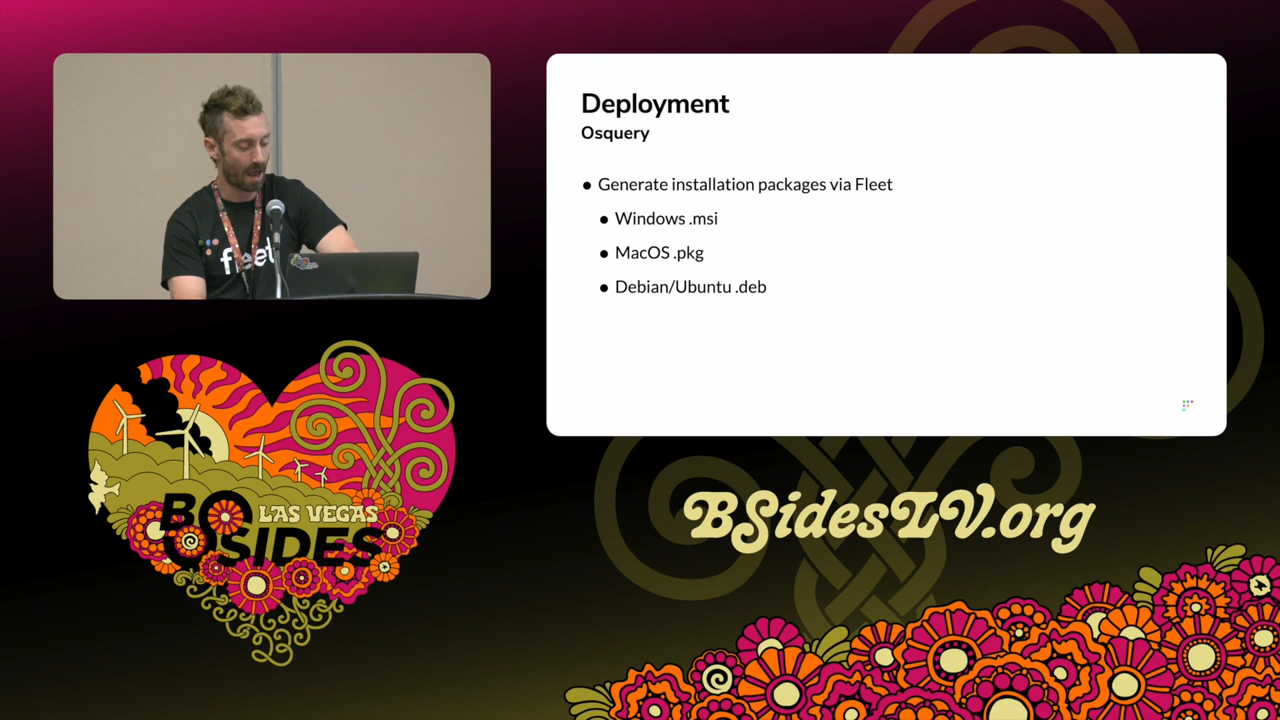 fleet
Deployment
Osquery
● Generate installation packages via Fleet
● Windows .msi
● MacOS .pkg
● Debian/Ubuntu .deb
LAS VEGAS
BSIDES
23
BSidesLV.org